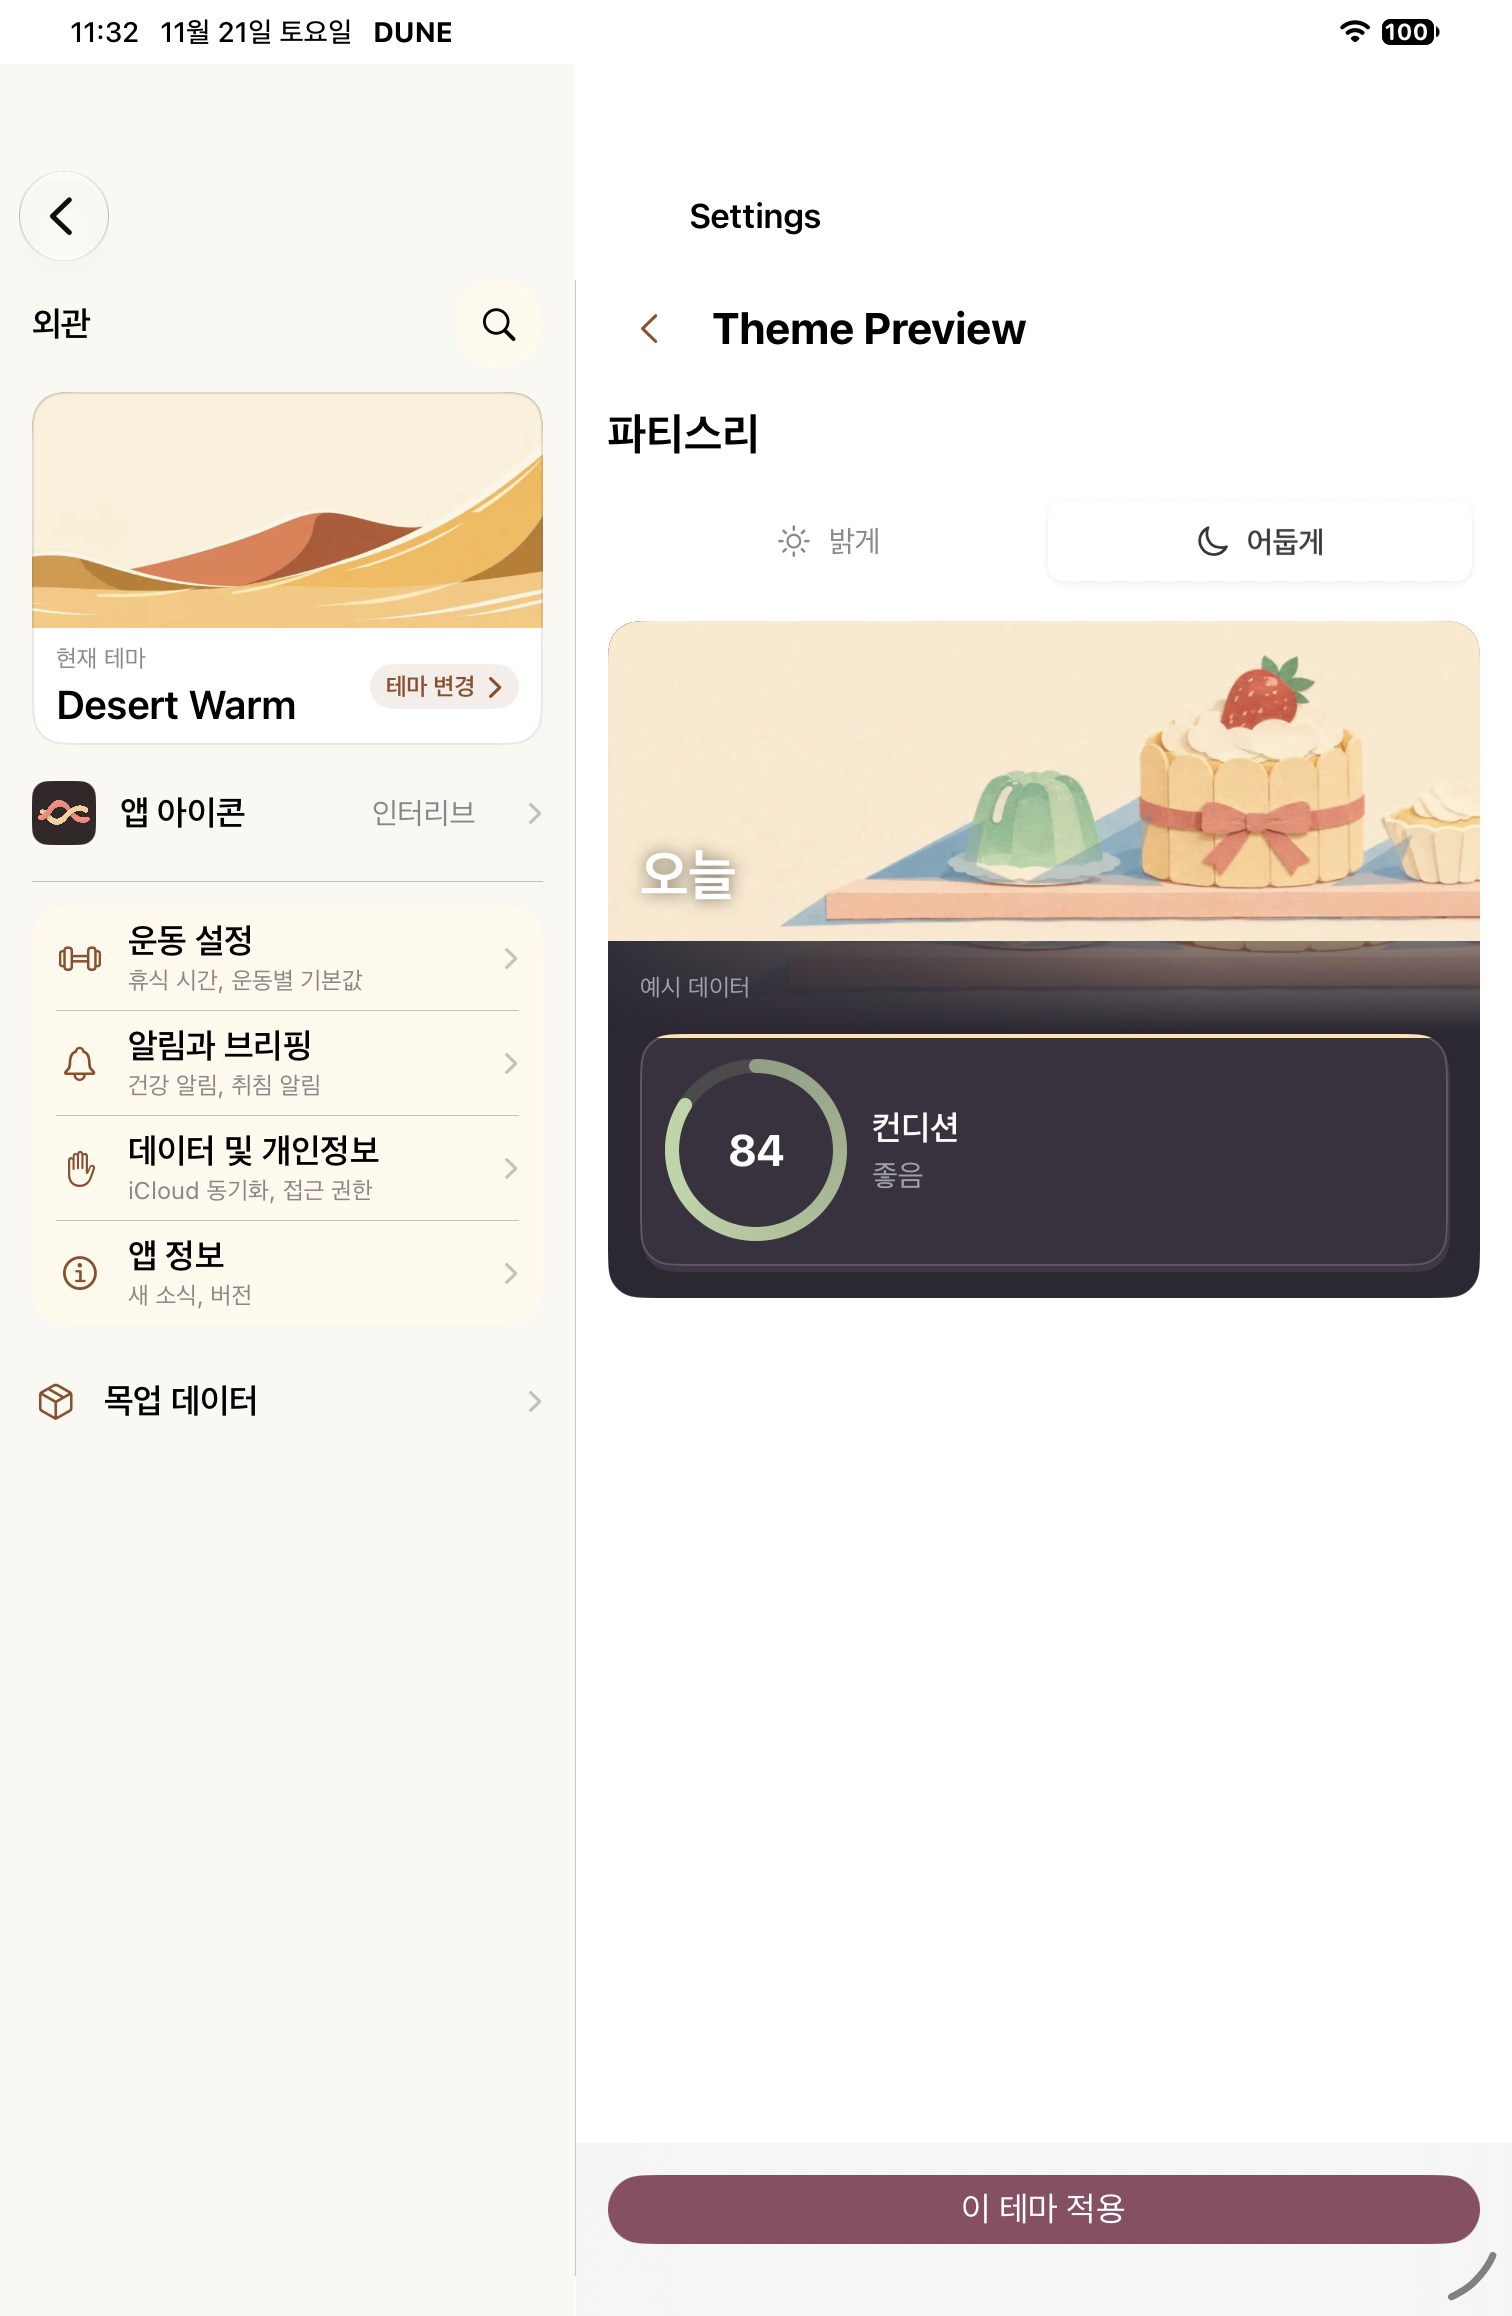 11:32 11월 21일 토요일 DUNE
100
외관
현재 테마
Desert Warm
테마 변경
앱 아이콘
인터리브
운동 설정
휴식 시간, 운동별 기본값
알림과 브리핑
건강 알림, 취침 알림
데이터 및 개인정보
iCloud 동기화, 접근 권한
앱 정보
새 소식, 버전
목업 데이터
Settings
Theme Preview
파티스리
밝게
어둡게
오늘
예시 데이터
84
컨디션
좋음
이 테마 적용